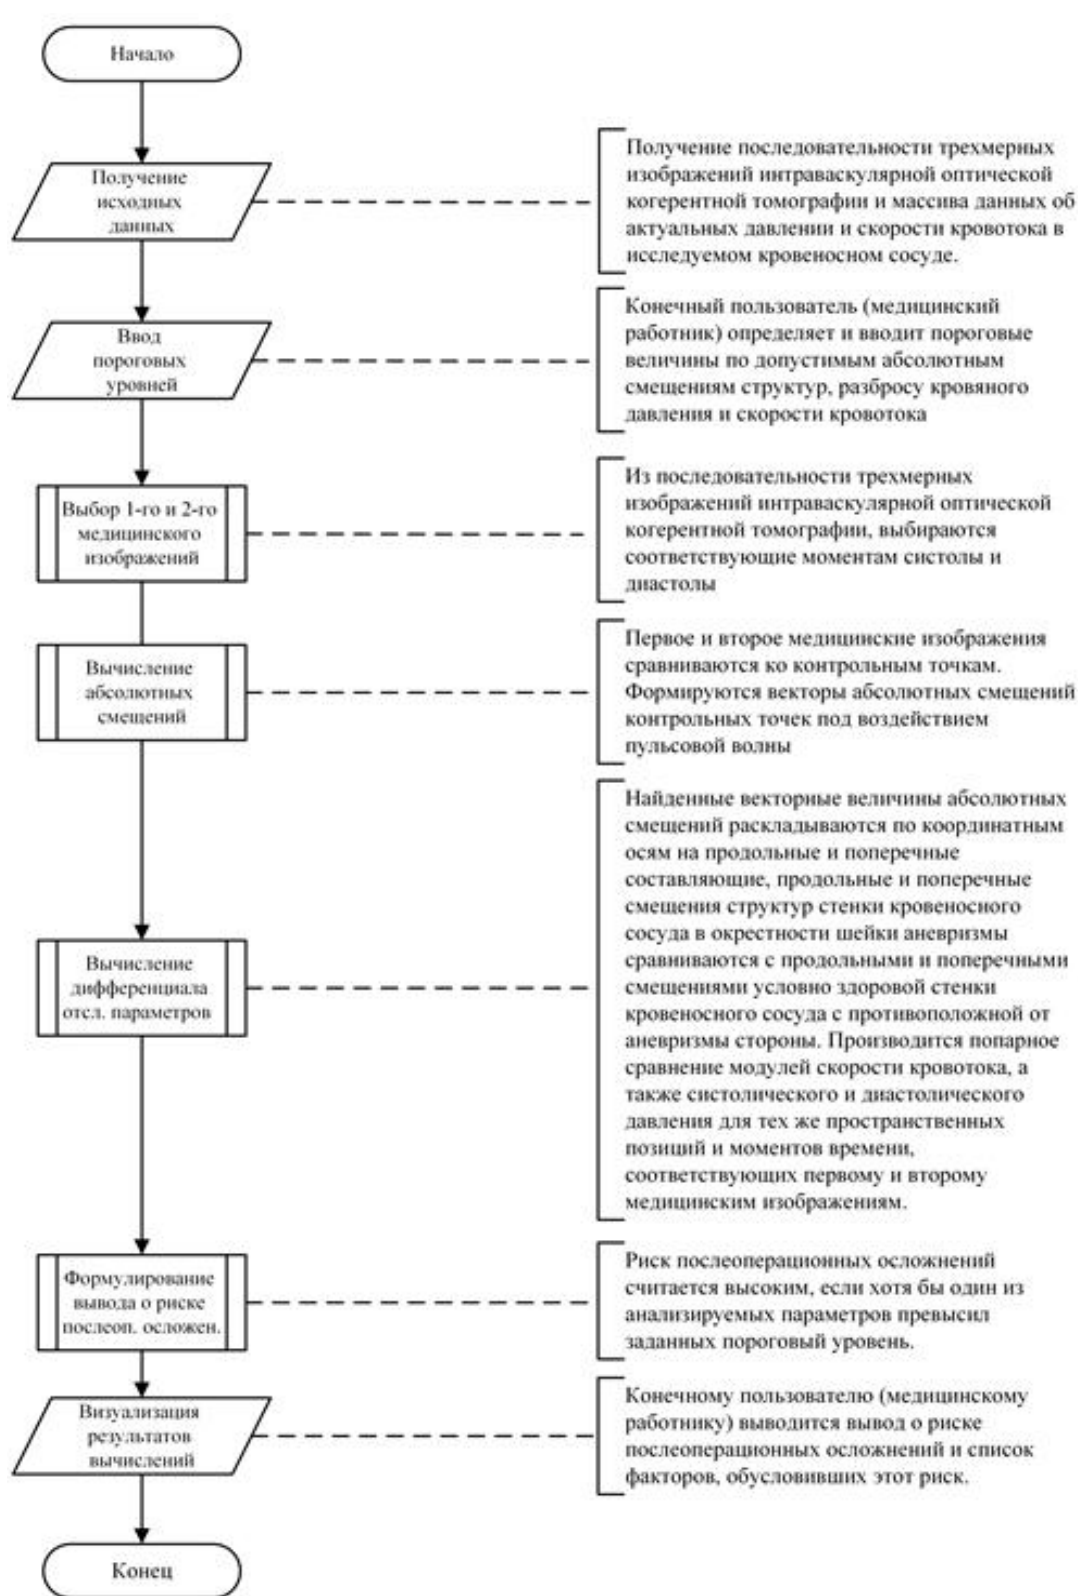 Начало
Получение
исходных
данных
Получение последовательности трехмерных
изображений интраваскулярной оптической
когерентной томографии и массива данных об
актуальных давлении и скорости кровотока в
исследуемом кровеносном сосуде.
Ввод
пороговых
уровней
Конечный пользователь (медицинский
работник) определяет и вводит пороговые
величины по допустимым абсолютным
смещениям структур, разбросу кровяного
давления и скорости кровотока
Выбор 1-го и 2-го
медицинского
изображений
Из последовательности трехмерных
изображений интраваскулярной оптической
когерентной томографии, выбираются
соответствующие моментам систолы и
диастолы
Вычисление
абсолютных
смещений
Первое и второе медицинские изображения
сравниваются ко контрольным точкам.
Формируются векторы абсолютных смещений
контрольных точек под воздействием
пульсовой волны
Вычисление
дифференциала
отсл. параметров
Найденные векторные величины абсолютных
смещений раскладываются по координатным
осям на продольные и поперечные
составляющие, продольные и поперечные
смещения структур стенки кровеносного
сосуда в окрестности шейки аневризмы
сравниваются с продольными и поперечными
смещениями условно здоровой стенки
кровеносного сосуда с противоположной от
аневризмы стороны. Производится попарное
сравнение модулей скорости кровотока, а
также систолического и диастолического
давления для тех же пространственных
позиций и моментов времени,
соответствующих первому и второму
медицинским изображениям.
Формулирование
вывода о риске
послеоп. осложен.
Риск послеоперационных осложнений
считается высоким, если хотя бы один из
анализируемых параметров превысил
заданных пороговый уровень.
Визуализация
результатов
вычислений
Конечному пользователю (медицинскому
работнику) выводится вывод о риске
послеоперационных осложнений и список
факторов, обусловивших этот риск.
Конец